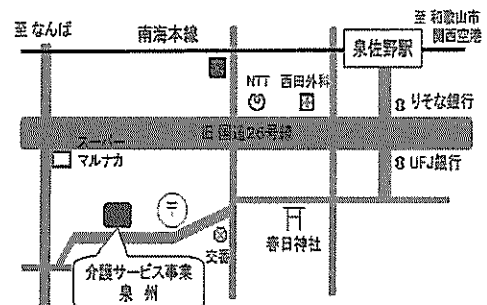 至 なんば
南海本線
至 和歌山市
関西空港
泉佐野駅
NTT
西田外科
りそな銀行
旧 国道26号線
スーパー
マルナカ
UFJ銀行
〒
交番
春日神社
介護サービス事業
泉 州